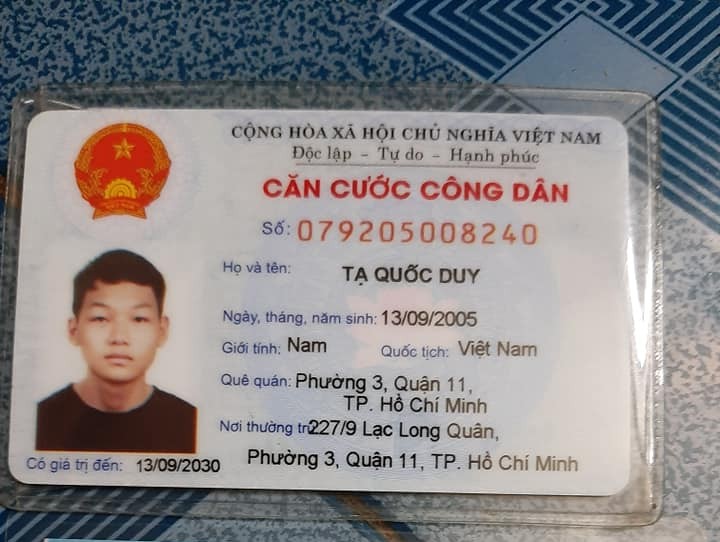 CỘNG HÒA XÃ HỘI CHỦ NGHĨA VIỆT NAM
Độc lập - Tự do - Hạnh phúc
CĂN CƯỚC CÔNG DÂN
Số: 079205008240
Họ và tên: TẠ QUỐC DUY
Ngày, tháng, năm sinh: 13/09/2005
Giới tính: Nam Quốc tịch: Việt Nam
Quê quán: Phường 3, Quận 11,
TP. Hồ Chí Minh
Nơi thường trú: 227/9 Lạc Long Quân,
Phường 3, Quận 11, TP. Hồ Chí Minh
Có giá trị đến: 13/09/2030